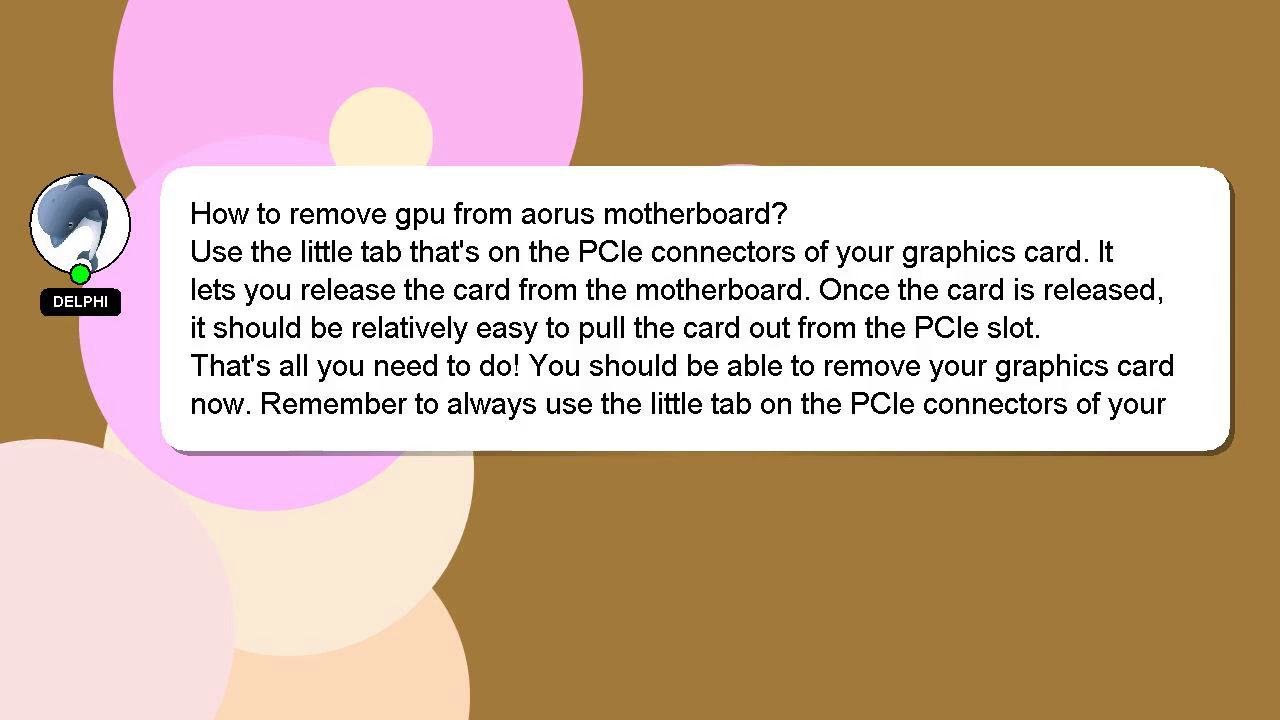 How to remove gpu from aorus motherboard?
Use the little tab that's on the PCIe connectors of your graphics card. It
lets you release the card from the motherboard. Once the card is released,
it should be relatively easy to pull the card out from the PCIe slot.
That's all you need to do! You should be able to remove your graphics card
now. Remember to always use the little tab on the PCIe connectors of your
DELPHI